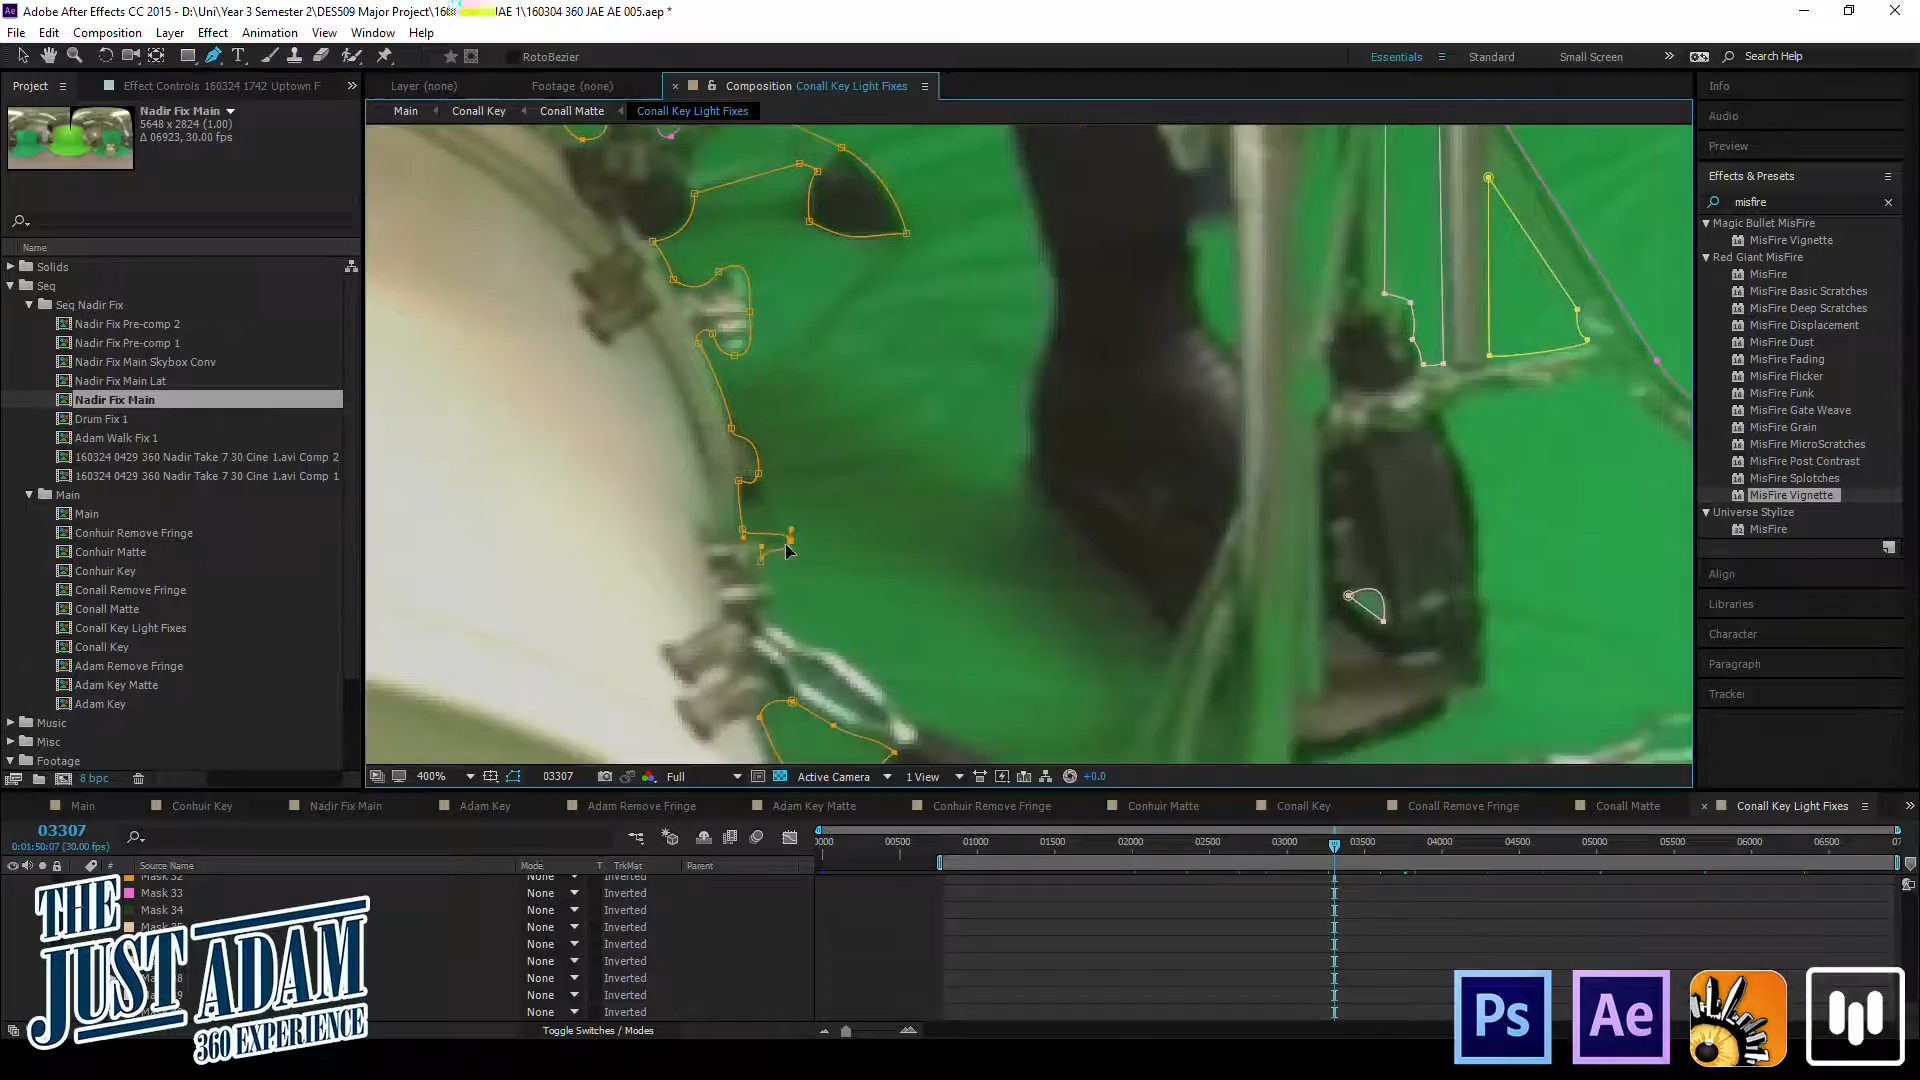 Adobe After Effects CC 2015 - D:\Uni\Year 3 Semester 2\DES509 Major Project\160 JAE 1\160304 360 JAE AE 005.aep *
File Edit Composition Layer Effect Animation View Window Help
RotoBezier Essentials Standard Small Screen Search Help
Project Effect Controls 160324 1742 Uptown F
Layer (none) Footage (none) Composition Conall Key Light Fixes
Main Conall Key Conall Matte Conall Key Light Fixes
Nadir Fix Main
5648 x 2824 (1.00)
Δ 06923, 30.00 fps
Name
Solids
Seq
Seq Nadir Fix
Nadir Fix Pre-comp 2
Nadir Fix Pre-comp 1
Nadir Fix Main Skybox Conv
Nadir Fix Main Lat
Nadir Fix Main
Drum Fix 1
Adam Walk Fix 1
160324 0429 360 Nadir Take 7 30 Cine 1.avi Comp 2
160324 0429 360 Nadir Take 7 30 Cine 1.avi Comp 1
Main
Main
Conhuir Remove Fringe
Conhuir Matte
Conhuir Key
Conall Remove Fringe
Conall Matte
Conall Key Light Fixes
Conall Key
Adam Remove Fringe
Adam Key Matte
Adam Key
Music
Misc
Footage
8 bpc
400% 03307 Full Active Camera 1 View +0.0
Info
Audio
Preview
Effects & Presets
misfire
Magic Bullet MisFire
MisFire Vignette
Red Giant MisFire
MisFire
MisFire Basic Scratches
MisFire Deep Scratches
MisFire Displacement
MisFire Dust
MisFire Fading
MisFire Flicker
MisFire Funk
MisFire Gate Weave
MisFire Grain
MisFire MicroScratches
MisFire Post Contrast
MisFire Splotches
MisFire Vignette
Universe Stylize
MisFire
Align
Libraries
Character
Paragraph
Tracker
Main Conhuir Key Nadir Fix Main Adam Key Adam Remove Fringe Adam Key Matte Conhuir Remove Fringe Conhuir Matte Conall Key Conall Remove Fringe Conall Matte Conall Key Light Fixes
03307
0:01:50:07 (30.00 fps)
0000 00500 01000 01500 02000 02500 03000 03500 04000 04500 05000 05500 06000 06500 07
# Source Name Mode T TrkMat Parent
Mask 32 None Inverted
Mask 33 None Inverted
Mask 34 None Inverted
None Inverted
None Inverted
None Inverted
None Inverted
None Inverted
None Inverted
Toggle Switches / Modes
THE
JUST ADAM
360 EXPERIENCE
Ps Ae